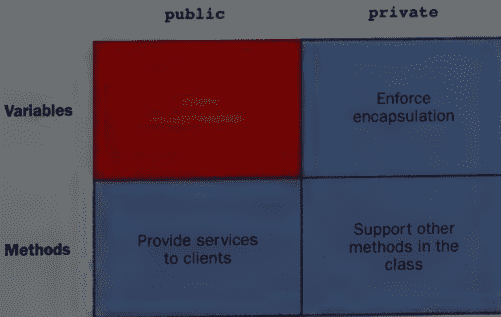 public private
Variables
Enforce
encapsulation
Methods
Provide services
to clients
Support other
methods in the
class